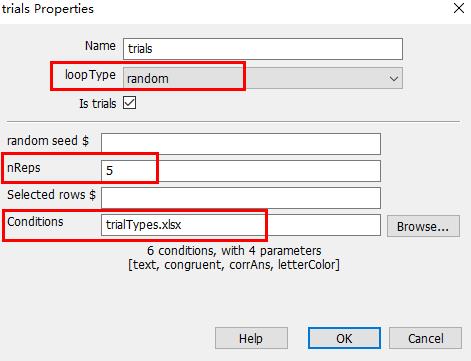 trials Properties
Name trials
loopType random
Is trials
random seed $
nReps 5
Selected rows $
Conditions trialTypes.xlsx Browse...
6 conditions, with 4 parameters
[text, congruent, corrAns, letterColor]
Help OK Cancel